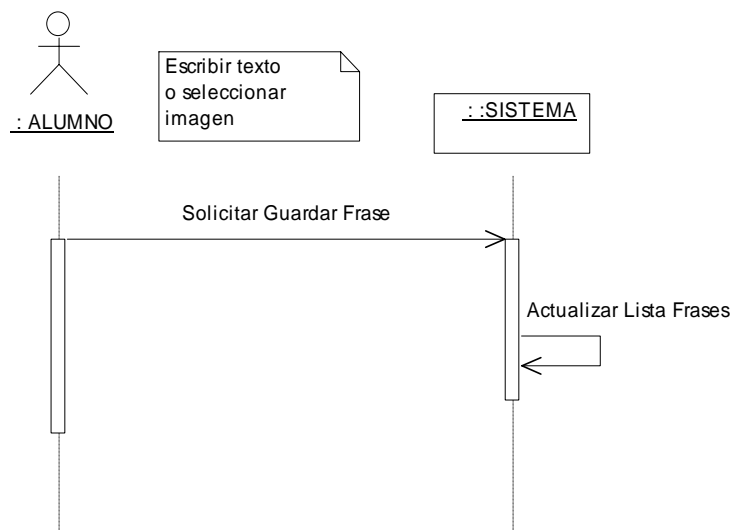 Escribir texto
o seleccionar
imagen
: ALUMNO
: :SISTEMA
Solicitar Guardar Frase
Actualizar Lista Frases